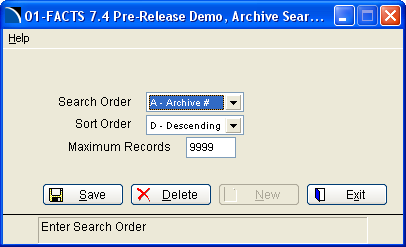 01-FACTS 7.4 Pre-Release Demo, Archive Sear...
Help
Search Order A - Archive #
Sort Order D - Descending
Maximum Records 9999
Save Delete New Exit
Enter Search Order